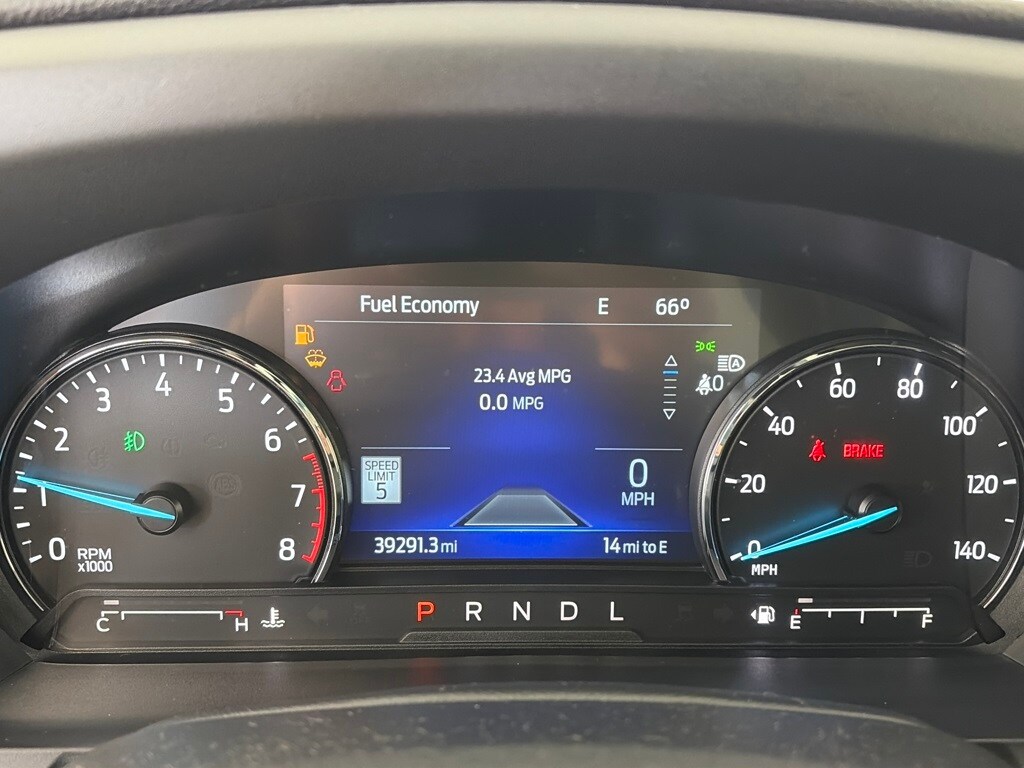 Fuel Economy E 66º
23.4 Avg MPG
0.0 MPG
SPEED
LIMIT
5
0
MPH
39291.3 mi 14 mi to E
0 1 2 3 4 5 6 7 8
RPM
x1000
0 20 40 60 80 100 120 140
MPH
BRAKE
A
0
C H
P R N D L
E F